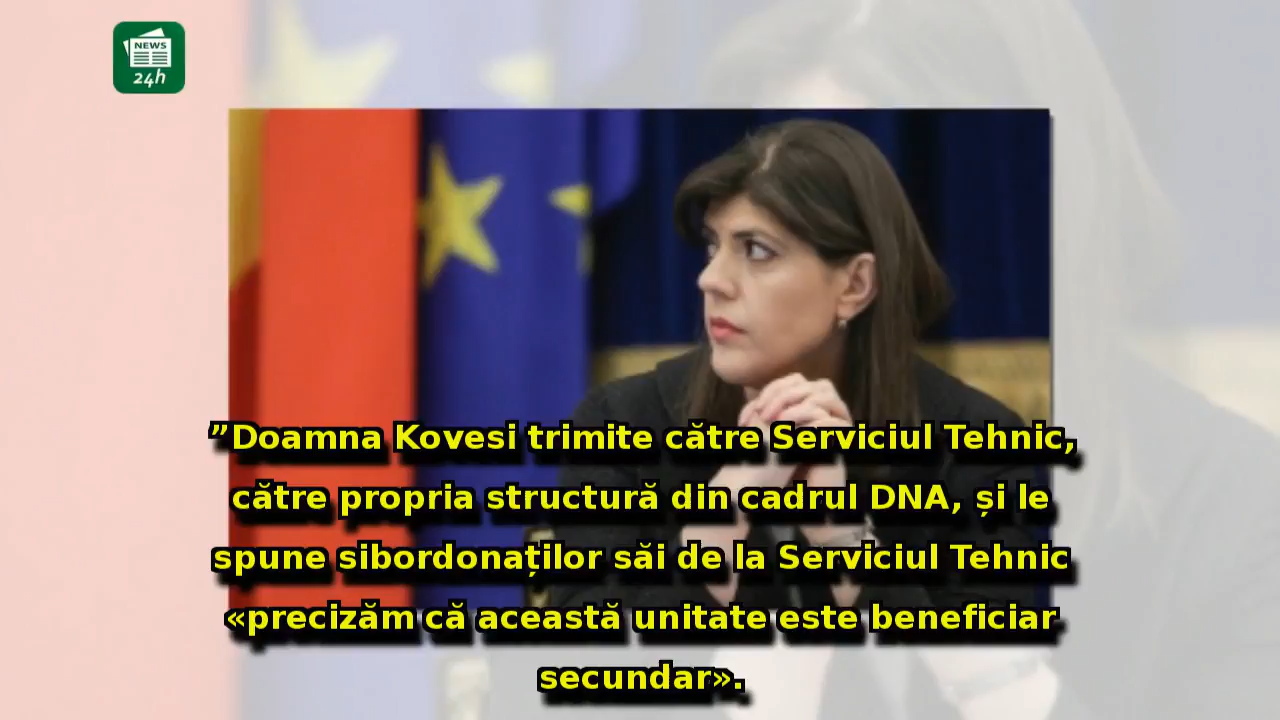 NEWS
24h
”Doamna Kovesi trimite către Serviciul Tehnic,
către propria structură din cadrul DNA, și le
spune sibordonaților săi de la Serviciul Tehnic
«precizăm că această unitate este beneficiar
secundar».